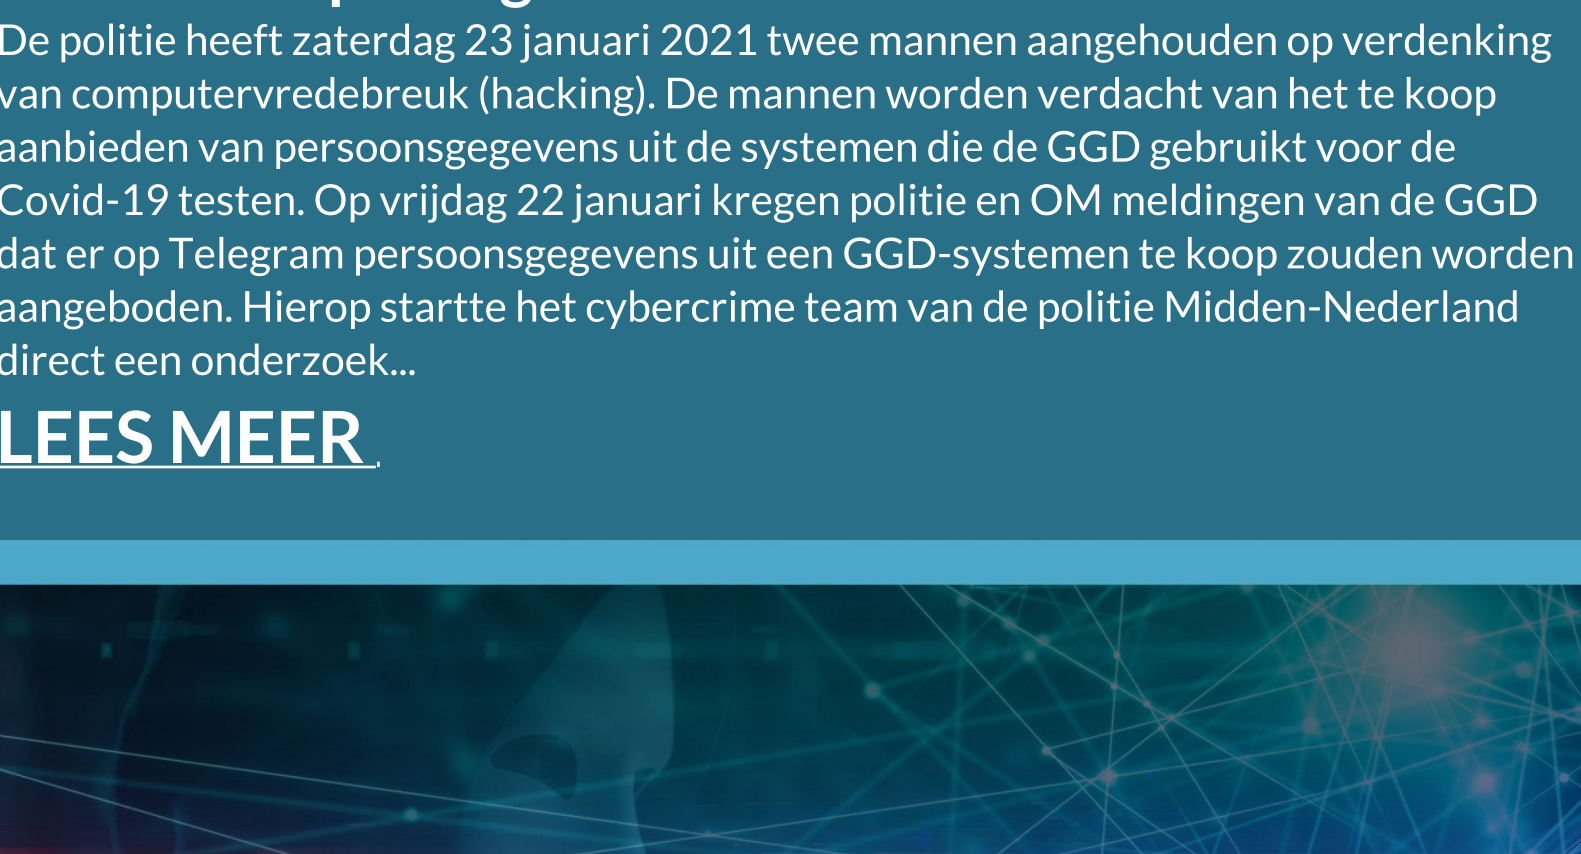 De politie heeft zaterdag 23 januari 2021 twee mannen aangehouden op verdenking
van computervredebreuk (hacking). De mannen worden verdacht van het te koop
aanbieden van persoonsgegevens uit de systemen die de GGD gebruikt voor de
Covid-19 testen. Op vrijdag 22 januari kregen politie en OM meldingen van de GGD
dat er op Telegram persoonsgegevens uit een GGD-systemen te koop zouden worden
aangeboden. Hierop startte het cybercrime team van de politie Midden-Nederland
direct een onderzoek...
LEES MEER